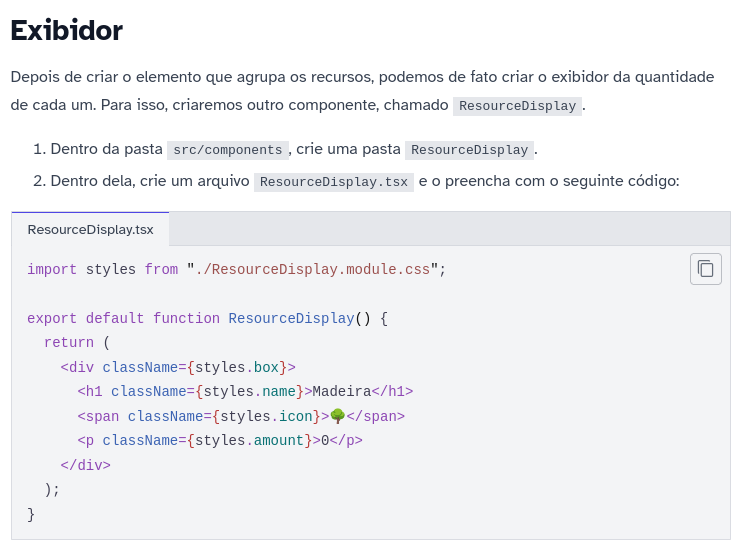 Exibidor
Depois de criar o elemento que agrupa os recursos, podemos de fato criar o exibidor da quantidade
de cada um. Para isso, criaremos outro componente, chamado ResourceDisplay.
1. Dentro da pasta src/components, crie uma pasta ResourceDisplay.
2. Dentro dela, crie um arquivo ResourceDisplay.tsx e o preencha com o seguinte código:
ResourceDisplay.tsx
import styles from "./ResourceDisplay.module.css";

export default function ResourceDisplay() {
  return (
    <div className={styles.box}>
      <h1 className={styles.name}>Madeira</h1>
      <span className={styles.icon}>🌳</span>
      <p className={styles.amount}>0</p>
    </div>
  );
}